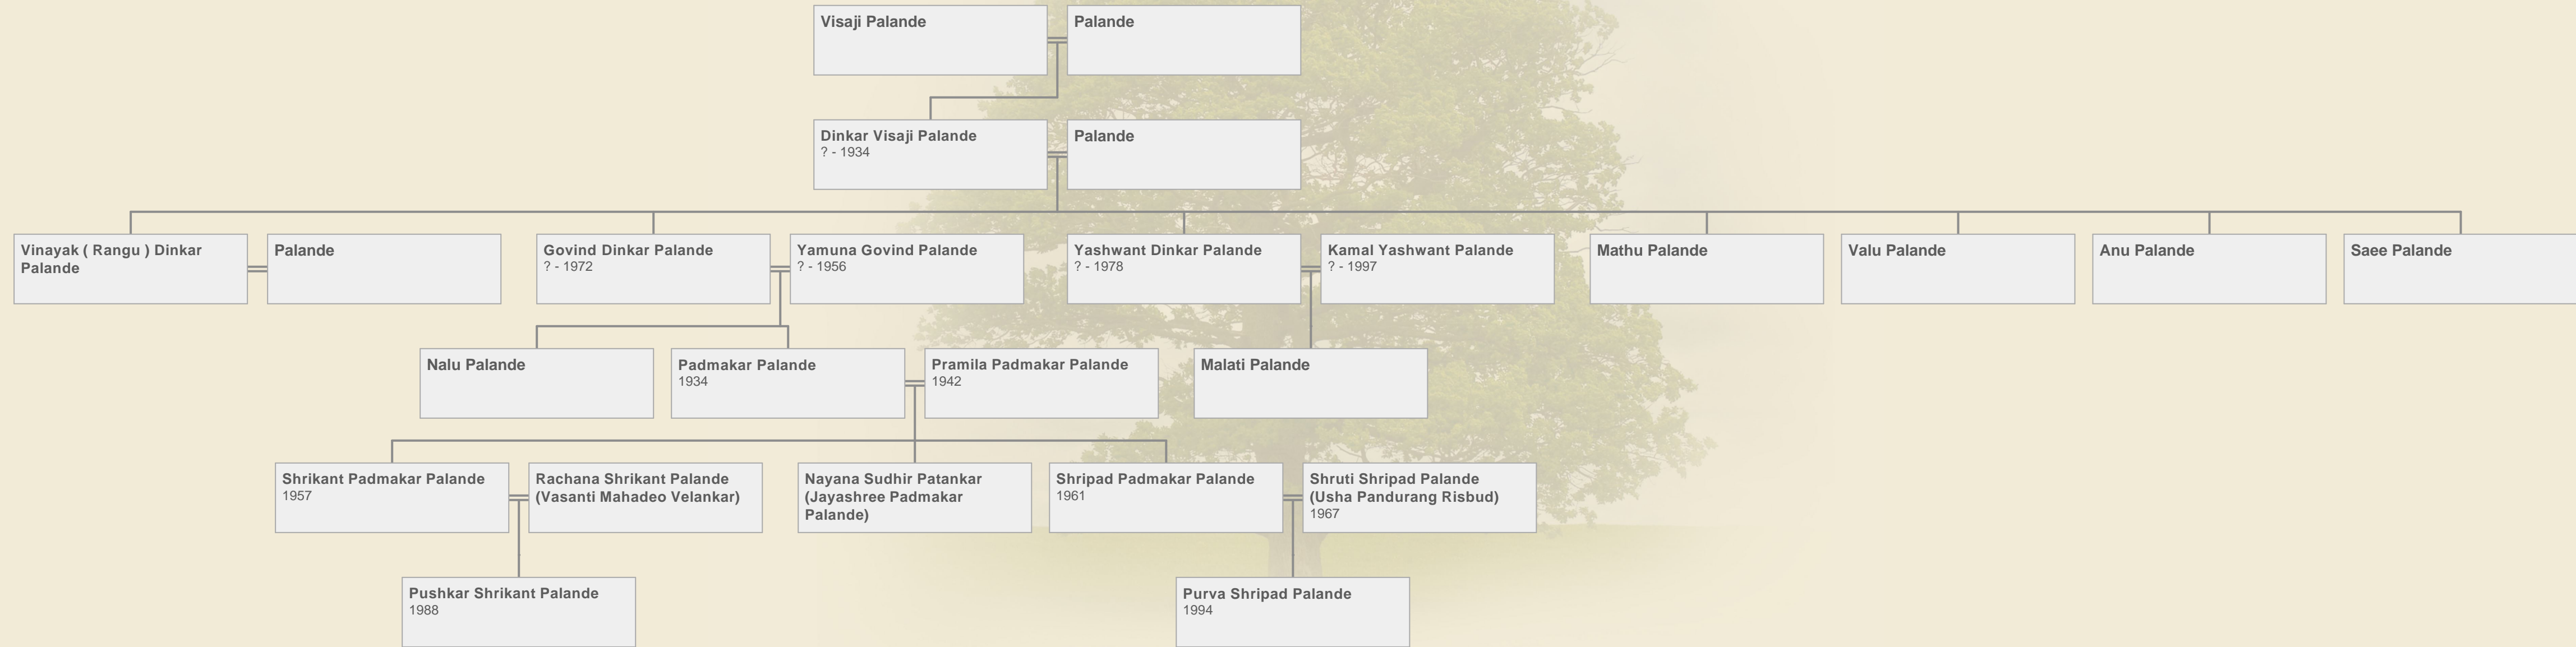 Visaji Palande
Palande
Dinkar Visaji Palande
? - 1934
Palande
Vinayak ( Rangu ) Dinkar
Palande
Palande
Govind Dinkar Palande
? - 1972
Yamuna Govind Palande
? - 1956
Yashwant Dinkar Palande
? - 1978
Kamal Yashwant Palande
? - 1997
Mathu Palande
Valu Palande
Anu Palande
Saee Palande
Nalu Palande
Padmakar Palande
1934
Pramila Padmakar Palande
1942
Malati Palande
Shrikant Padmakar Palande
1957
Rachana Shrikant Palande
(Vasanti Mahadeo Velankar)
Nayana Sudhir Patankar
(Jayashree Padmakar
Palande)
Shripad Padmakar Palande
1961
Shruti Shripad Palande
(Usha Pandurang Risbud)
1967
Pushkar Shrikant Palande
1988
Purva Shripad Palande
1994